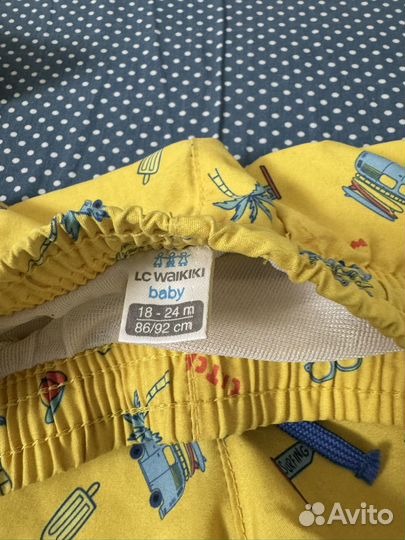 LC WAIKIKI
baby
18 - 24 m
86/92 cm
SURFING
Avito